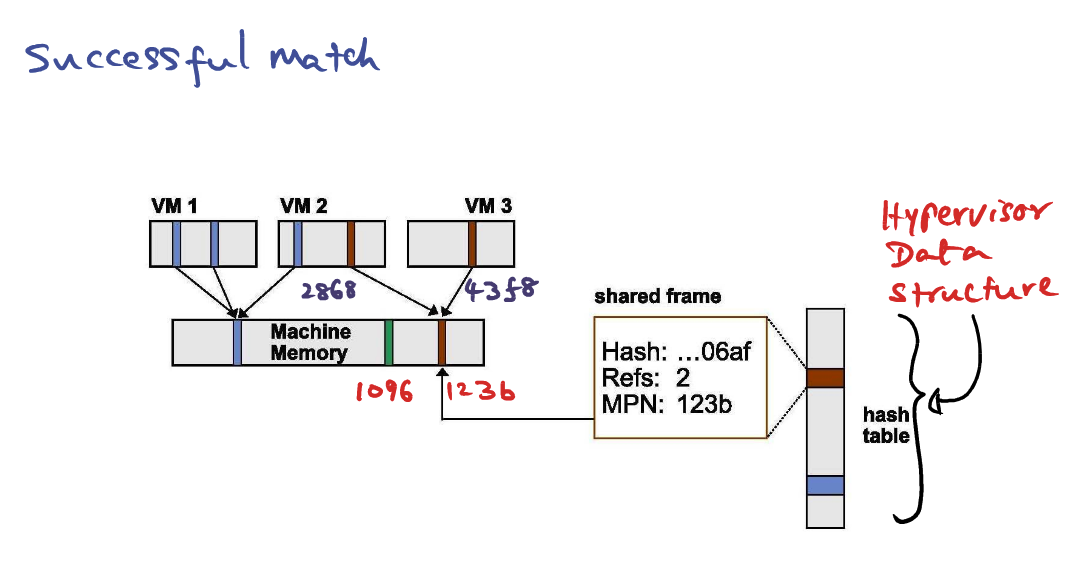 Successful match
VM 1
VM 2
VM 3
2868
43f8
Machine
Memory
1096
123b
shared frame
Hash: ...06af
Refs: 2
MPN: 123b
hash
table
Hypervisor
Data
Structure